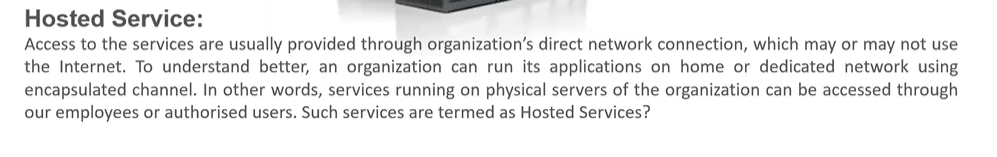 Hosted Service:
Access to the services are usually provided through organization’s direct network connection, which may or may not use
the Internet. To understand better, an organization can run its applications on home or dedicated network using
encapsulated channel. In other words, services running on physical servers of the organization can be accessed through
our employees or authorised users. Such services are termed as Hosted Services?